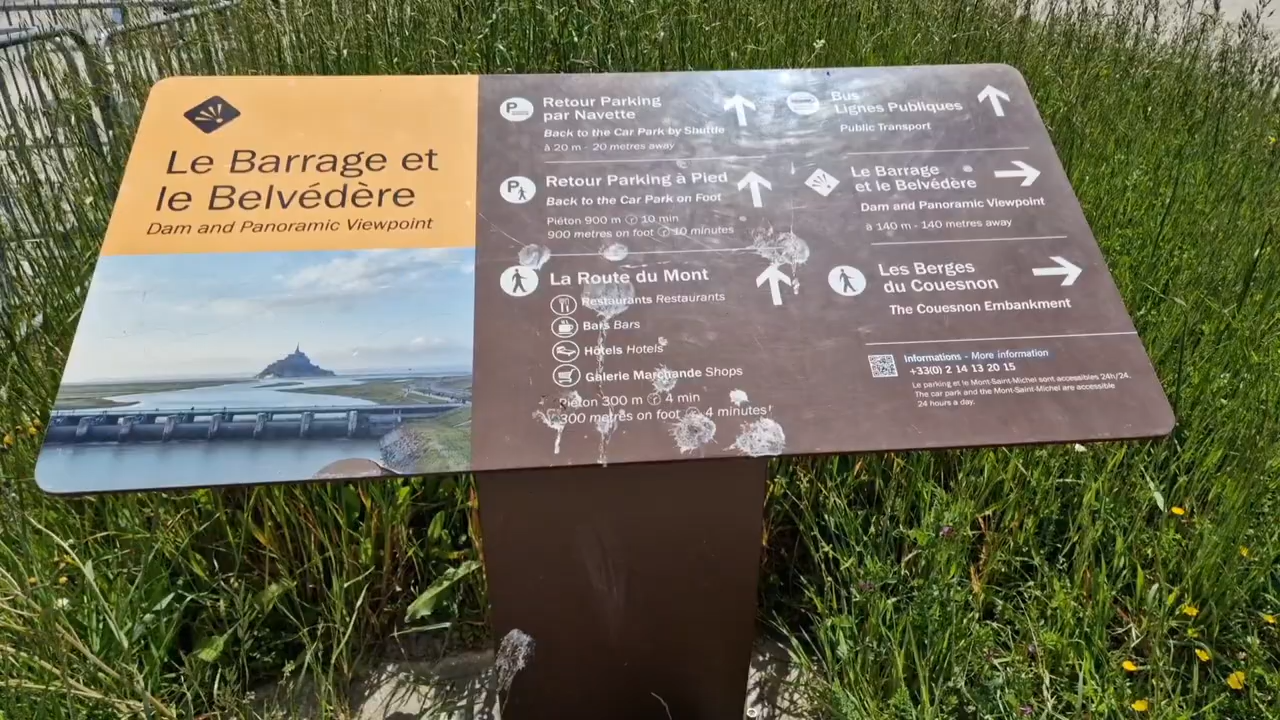 Le Barrage et
le Belvédère
Dam and Panoramic Viewpoint
P
Retour Parking
par Navette
Back to the Car Park by Shuttle
à 20 m - 20 metres away
P
Retour Parking à Pied
Back to the Car Park on Foot
Piéton 900 m 10 min
900 metres on foot 10 minutes
La Route du Mont
Restaurants Restaurants
Bars Bars
Hôtels Hotels
Galerie Marchande Shops
Piéton 300 m 4 min
300 metres on foot 4 minutes
Bus
Lignes Publiques
Public Transport
Le Barrage
et le Belvédère
Dam and Panoramic Viewpoint
à 140 m - 140 metres away
Les Berges
du Couesnon
The Couesnon Embankment
Informations - More information
+33(0) 2 14 13 20 15
Le parking et le Mont-Saint-Michel sont accessibles 24h/24.
The car park and the Mont-Saint-Michel are accessible
24 hours a day.